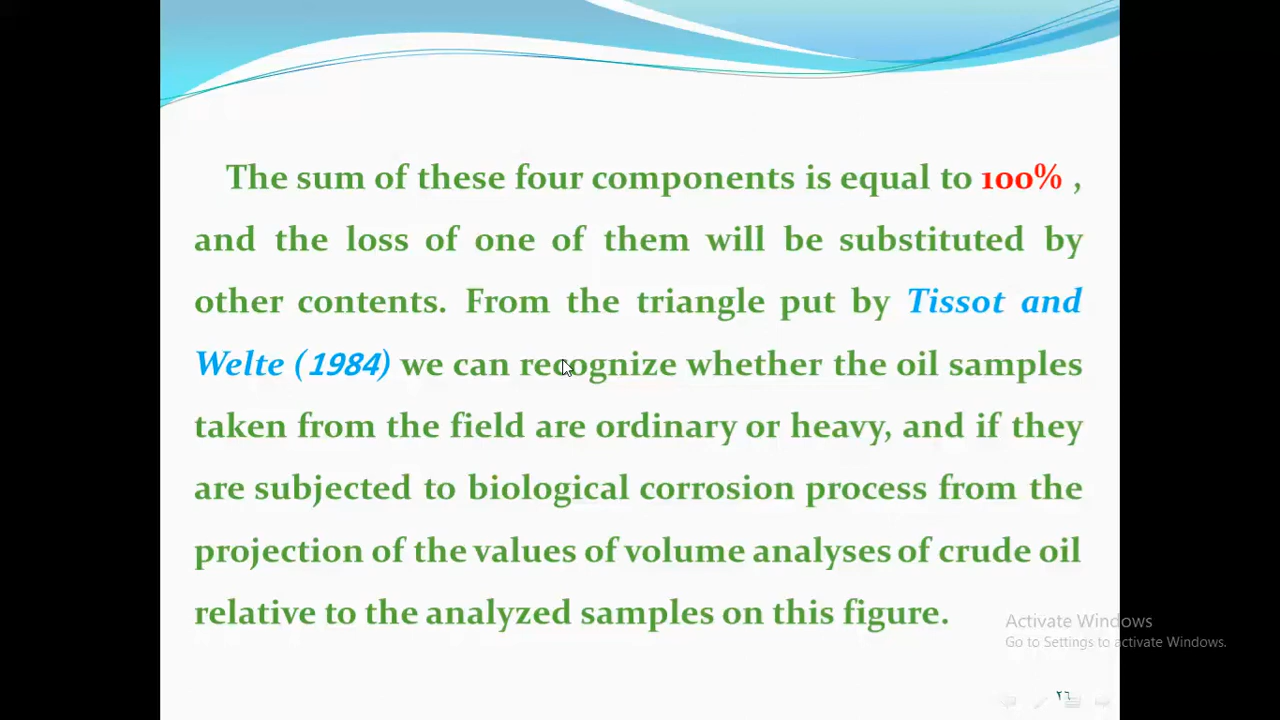 The sum of these four components is equal to 100% ,
and the loss of one of them will be substituted by
other contents. From the triangle put by Tissot and
Welte (1984) we can recognize whether the oil samples
taken from the field are ordinary or heavy, and if they
are subjected to biological corrosion process from the
projection of the values of volume analyses of crude oil
relative to the analyzed samples on this figure.
Activate Windows
Go to Settings to activate Windows.
٢٦